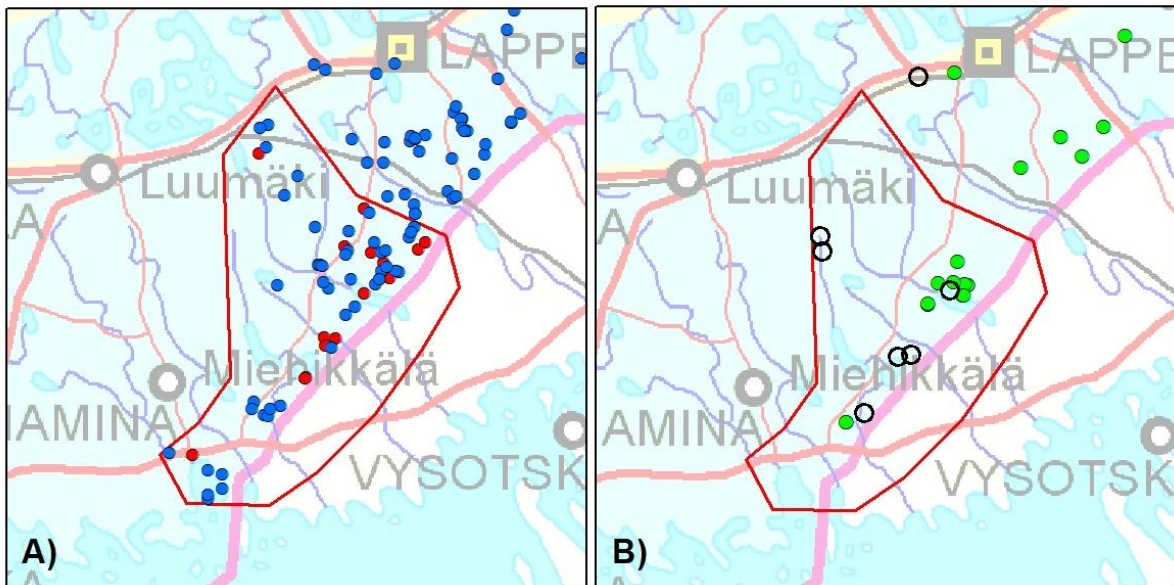 LAPPE
Luumäki
A
Miehikkälä
AMINA
VYSOTSK
A)
A
LAPPE
Luumäki
A
Miehikkälä
AMINA
VYSOTSK
B)
A